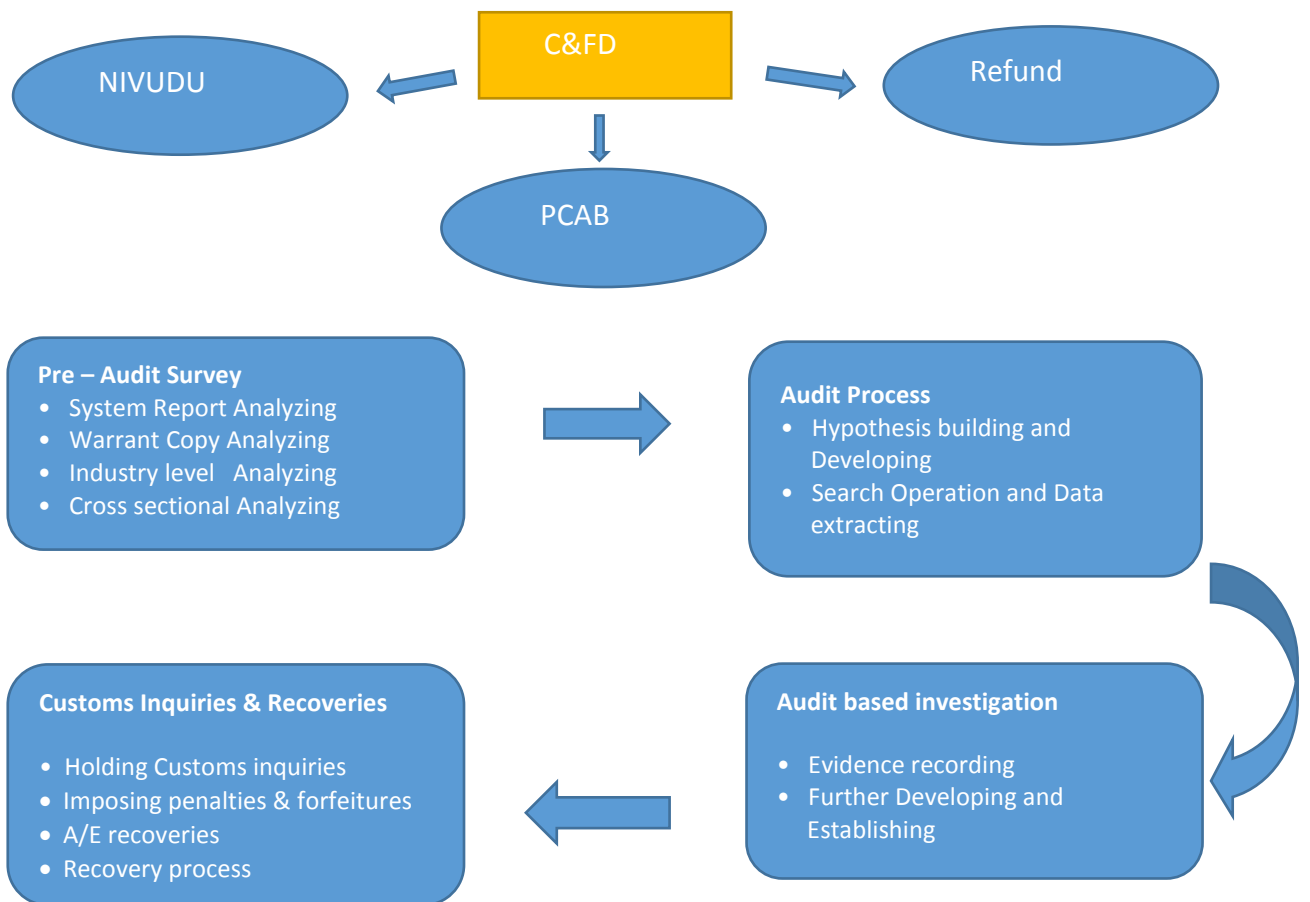 C&FD
NIVUDU
Refund
PCAB
Pre – Audit Survey
• System Report Analyzing
• Warrant Copy Analyzing
• Industry level Analyzing
• Cross sectional Analyzing
Audit Process
• Hypothesis building and
Developing
• Search Operation and Data
extracting
Customs Inquiries & Recoveries
• Holding Customs inquiries
• Imposing penalties & forfeitures
• A/E recoveries
• Recovery process
Audit based investigation
• Evidence recording
• Further Developing and
Establishing